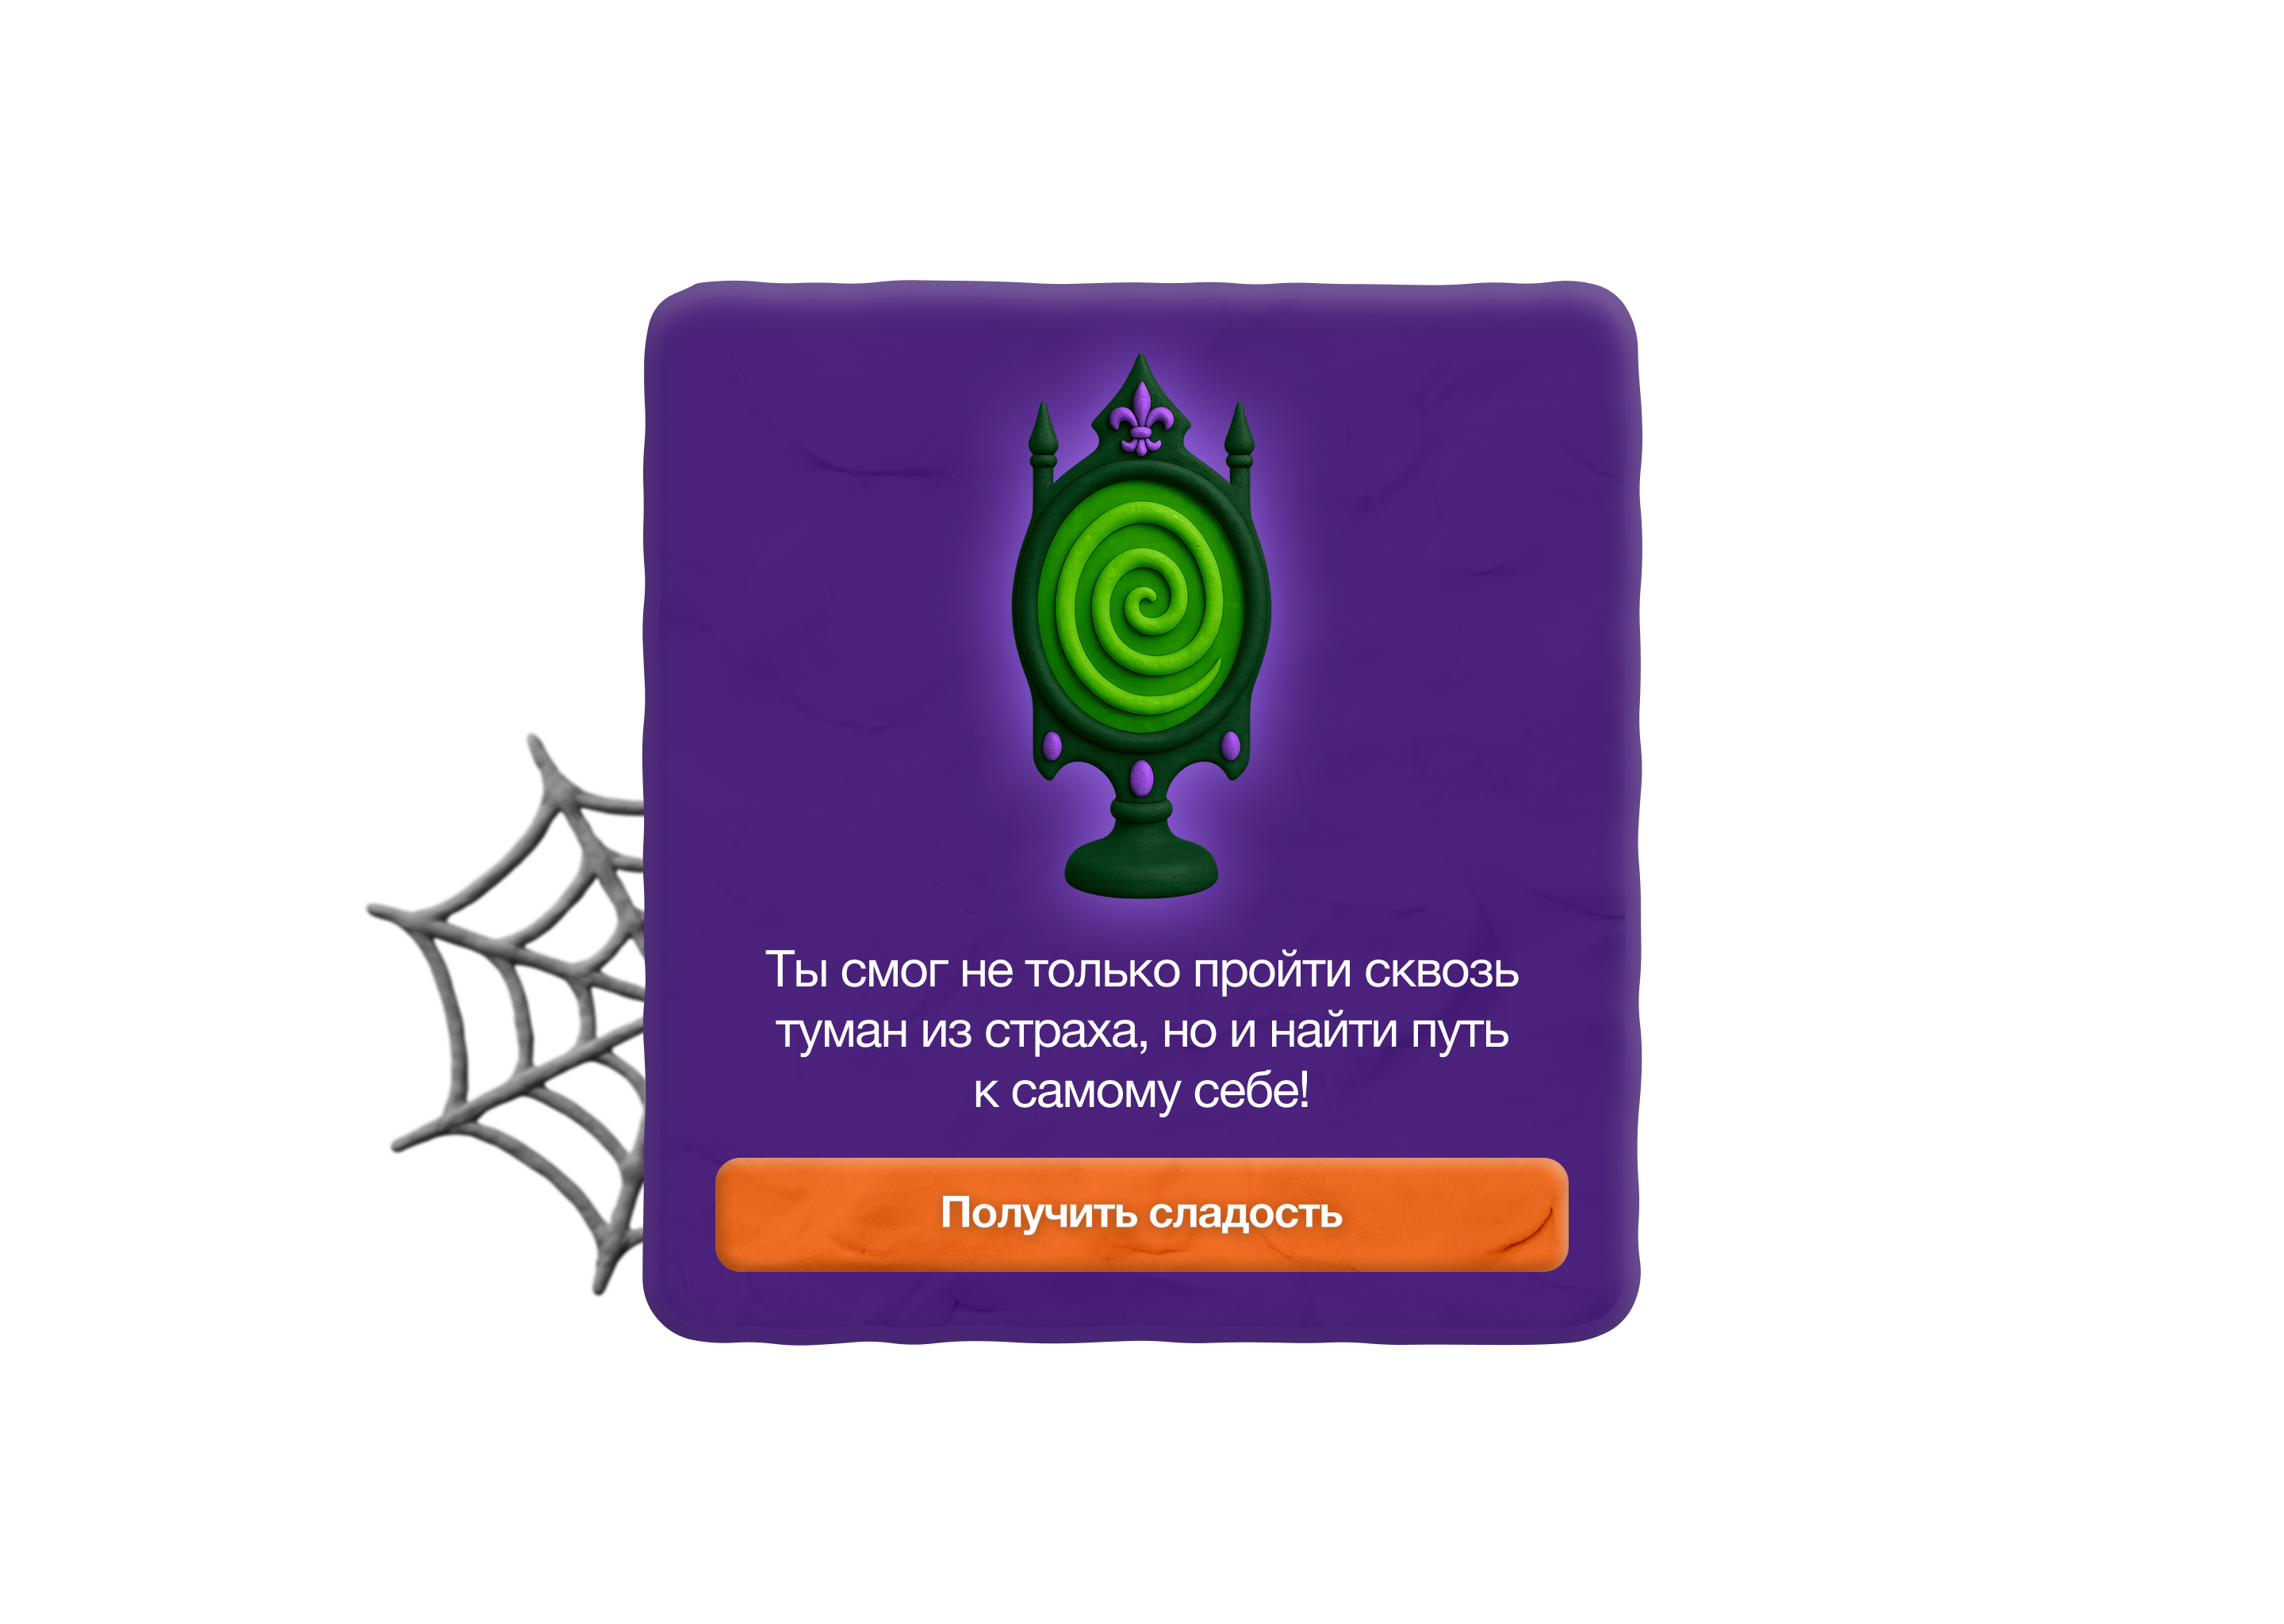 Ты смог не только пройти сквозь
туман из страха, но и найти путь
к самому себе!
Получить сладость